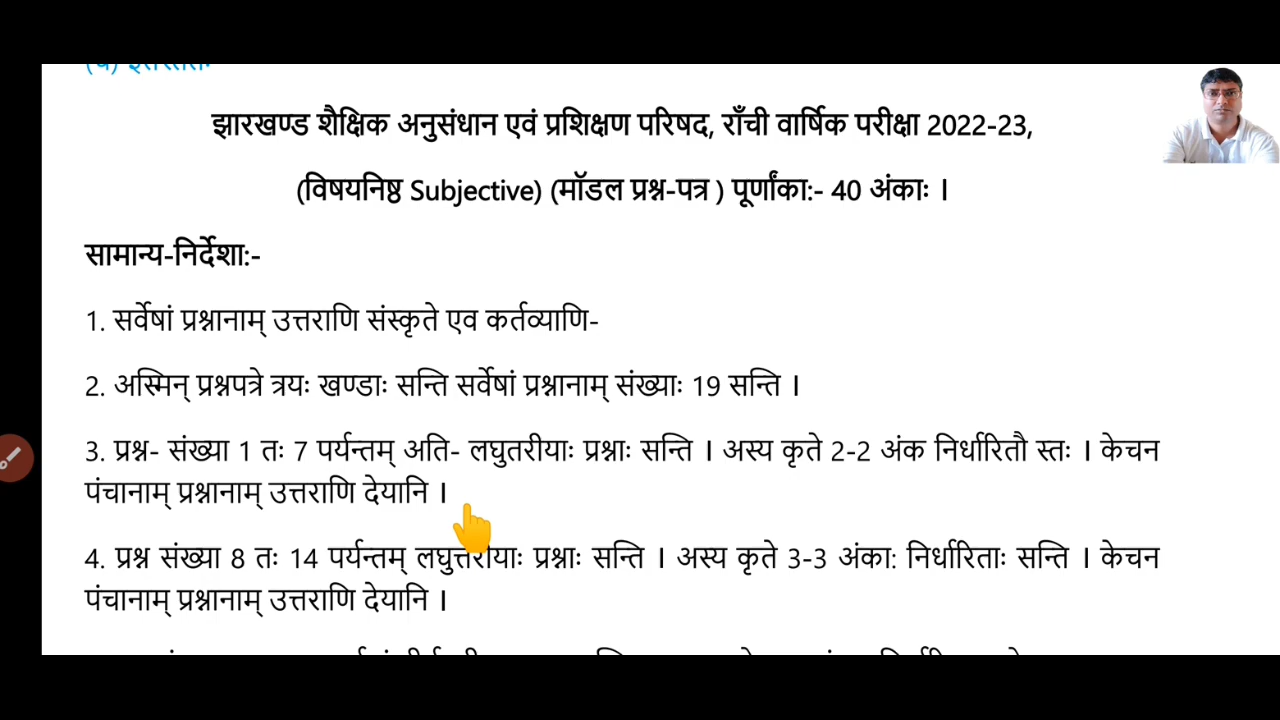 झारखण्ड शैक्षिक अनुसंधान एवं प्रशिक्षण परिषद, राँची वार्षिक परीक्षा 2022-23,
(विषयनिष्ठ Subjective) (मॉडल प्रश्न-पत्र ) पूर्णांका:- 40 अंकाः ।
सामान्य-निर्देशा:-
1. सर्वेषां प्रश्नानाम् उत्तराणि संस्कृते एव कर्तव्याणि-
2. अस्मिन् प्रश्नपत्रे त्रयः खण्डाः सन्ति सर्वेषां प्रश्नानाम् संख्याः 19 सन्ति ।
3. प्रश्न- संख्या 1 तः 7 पर्यन्तम् अति- लघुतरीयाः प्रश्नाः सन्ति । अस्य कृते 2-2 अंक निर्धारितौ स्तः । केचन
पंचानाम् प्रश्नानाम् उत्तराणि देयानि ।
4. प्रश्न संख्या 8 तः 14 पर्यन्तम् लघुत्तरीयाः प्रश्नाः सन्ति । अस्य कृते 3-3 अंका: निर्धारिताः सन्ति । केचन
पंचानाम् प्रश्नानाम् उत्तराणि देयानि ।